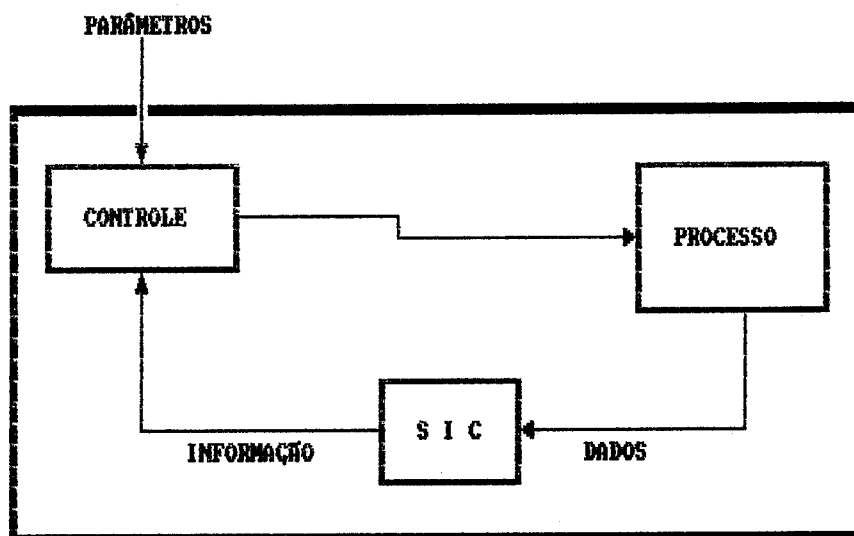 PARÂMETROS
CONTROLE
PROCESSO
S I C
INFORMAÇÃO
DADOS